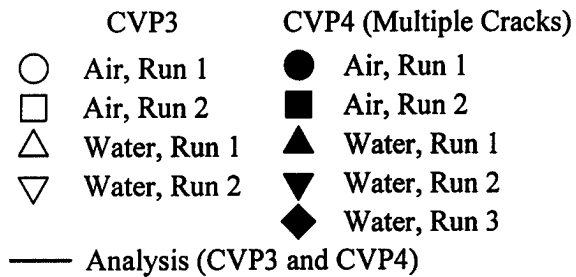 CVP3 CVP4 (Multiple Cracks)
Air, Run 1 Air, Run 1
Air, Run 2 Air, Run 2
Water, Run 1 Water, Run 1
Water, Run 2 Water, Run 2
Water, Run 3
Analysis (CVP3 and CVP4)